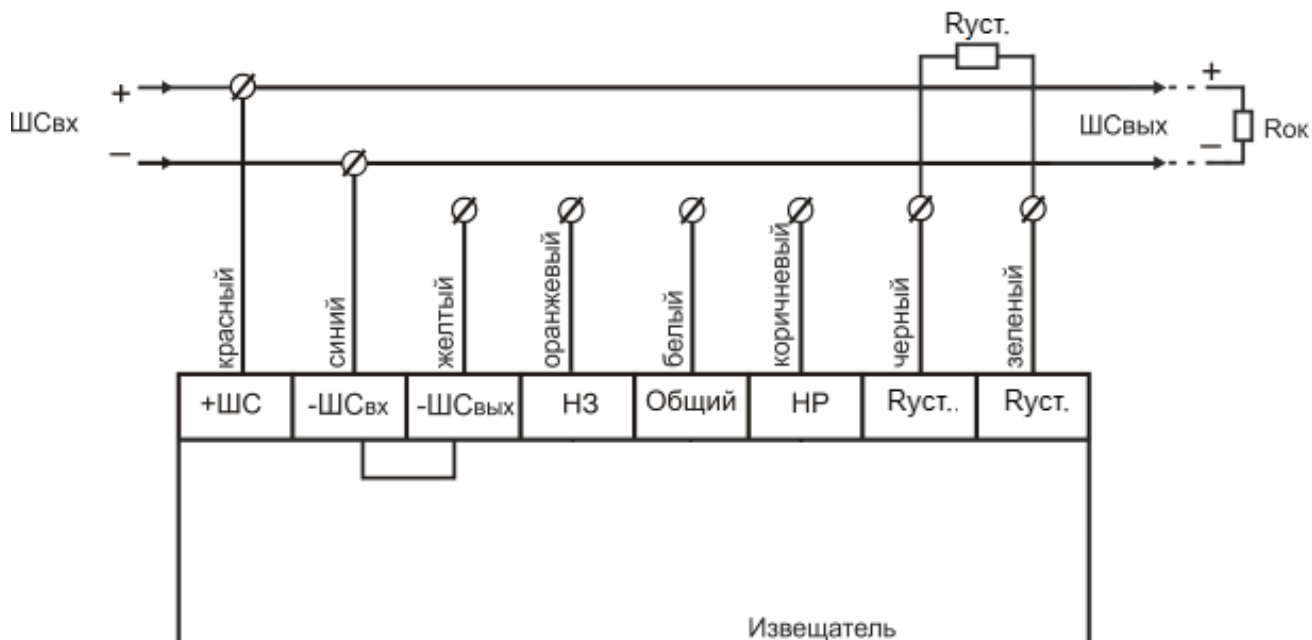 Rуст.
+
+
ШСвх
ШСвых
Rок
–
–
красный
синий
желтый
оранжевый
белый
коричневый
черный
зеленый
+ШС
-ШСвх
-ШСвых
НЗ
Общий
НР
Rуст..
Rуст.
Извещатель